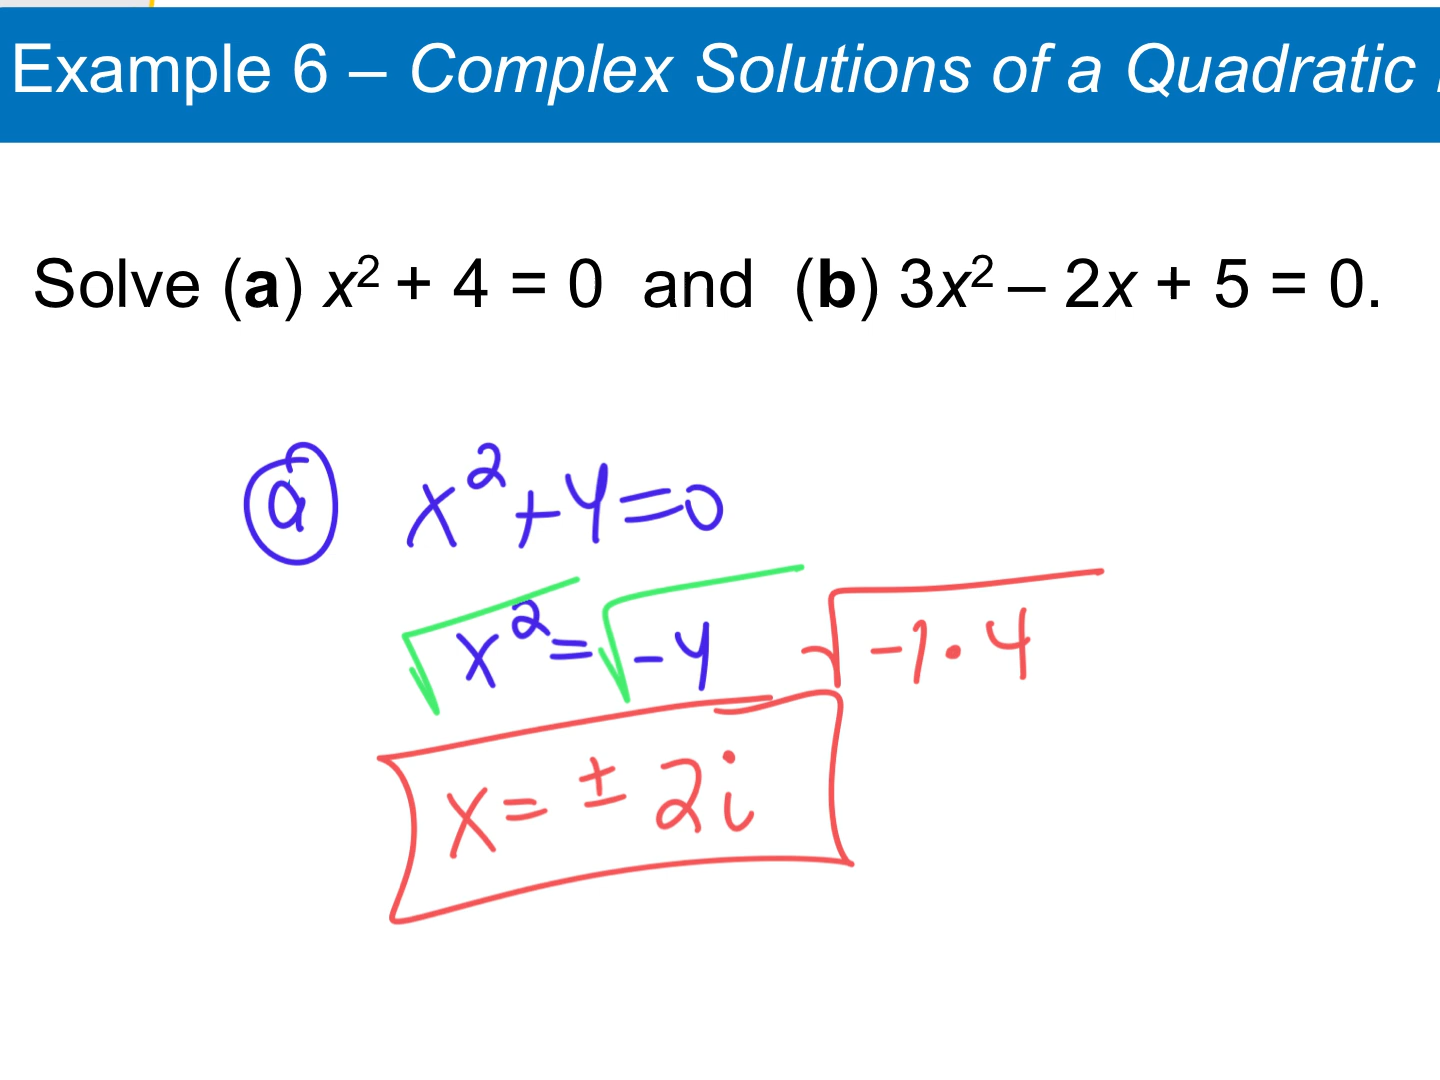 Example 6 – Complex Solutions of a Quadratic
Solve (a) x² + 4 = 0 and (b) 3x² – 2x + 5 = 0.
ⓐ x²+4=0
√x² = √-4 √-1·4
x = ± 2i